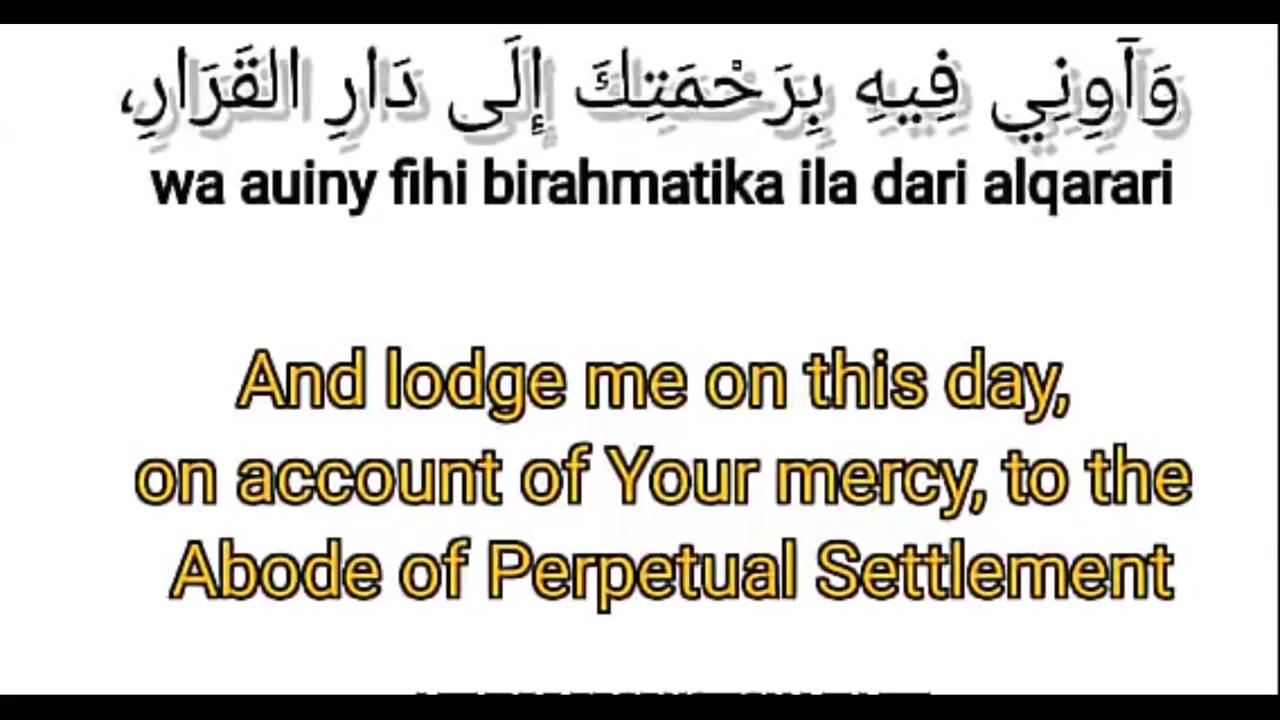 وَآوِنِي فِيهِ بِرَحْمَتِكَ إِلَى دَارِ القَرَارِ،
wa auiny fihi birahmatika ila dari alqarari
And lodge me on this day,
on account of Your mercy, to the
Abode of Perpetual Settlement